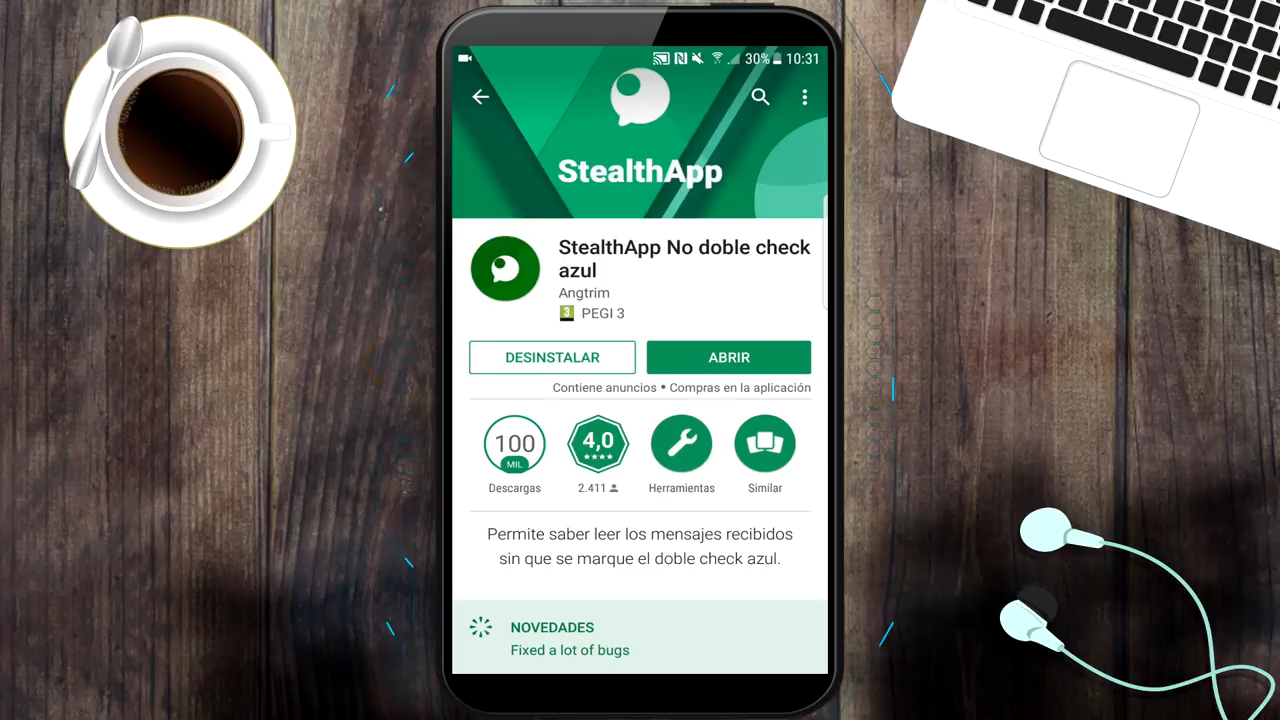 30% 10:31
StealthApp
StealthApp No doble check
azul
Angtrim
3 PEGI 3
DESINSTALAR
ABRIR
Contiene anuncios • Compras en la aplicación
100
MIL
4,0
Descargas
2.411
Herramientas
Similar
Permite saber leer los mensajes recibidos
sin que se marque el doble check azul.
NOVEDADES
Fixed a lot of bugs